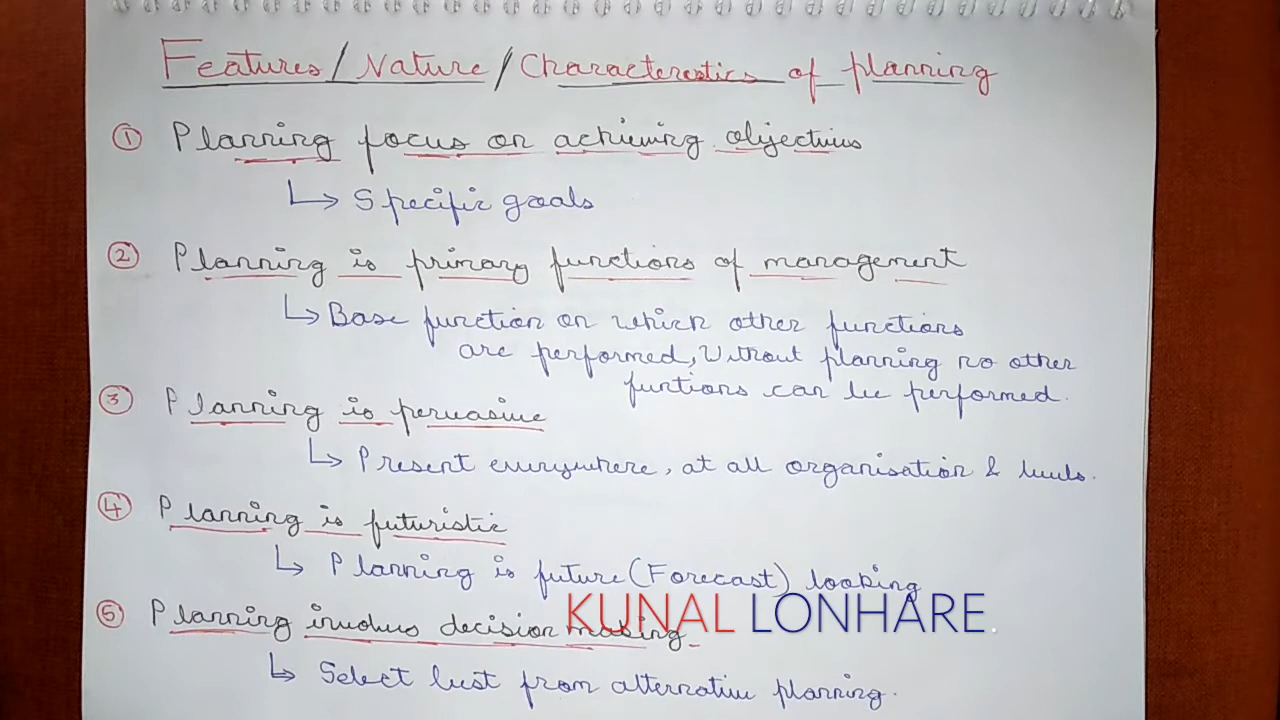 Features/Nature/Characterestics of planning
① Planning focus on achieving objectives
↳ Specific goals
② Planning is primary functions of management
↳ Base function on which other functions
are performed, Without planning no other
funtions can be performed.
③ Planning is pervasive
↳ Present everywhere, at all organisation & levels.
④ Planning is futuristic
↳ Planning is future (Forecast) looking
⑤ Planning involves decision making
KUNAL LONHARE.
↳ Select best from alternative planning.